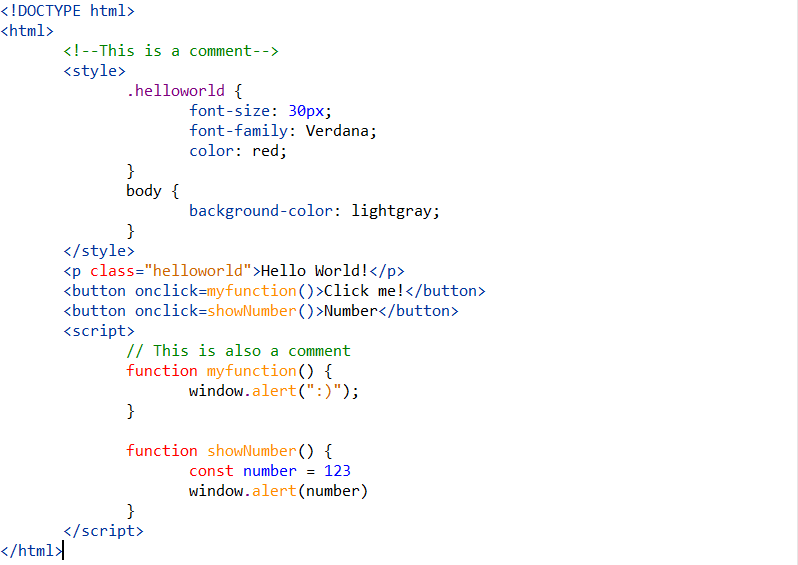 <!DOCTYPE html>
<html>
<!--This is a comment-->
<style>
.helloworld {
font-size: 30px;
font-family: Verdana;
color: red;
}
body {
background-color: lightgray;
}
</style>
<p class="helloworld">Hello World!</p>
<button onclick=myfunction()>Click me!</button>
<button onclick=showNumber()>Number</button>
<script>
// This is also a comment
function myfunction() {
window.alert(":)");
}
function showNumber() {
const number = 123
window.alert(number)
}
</script>
</html>